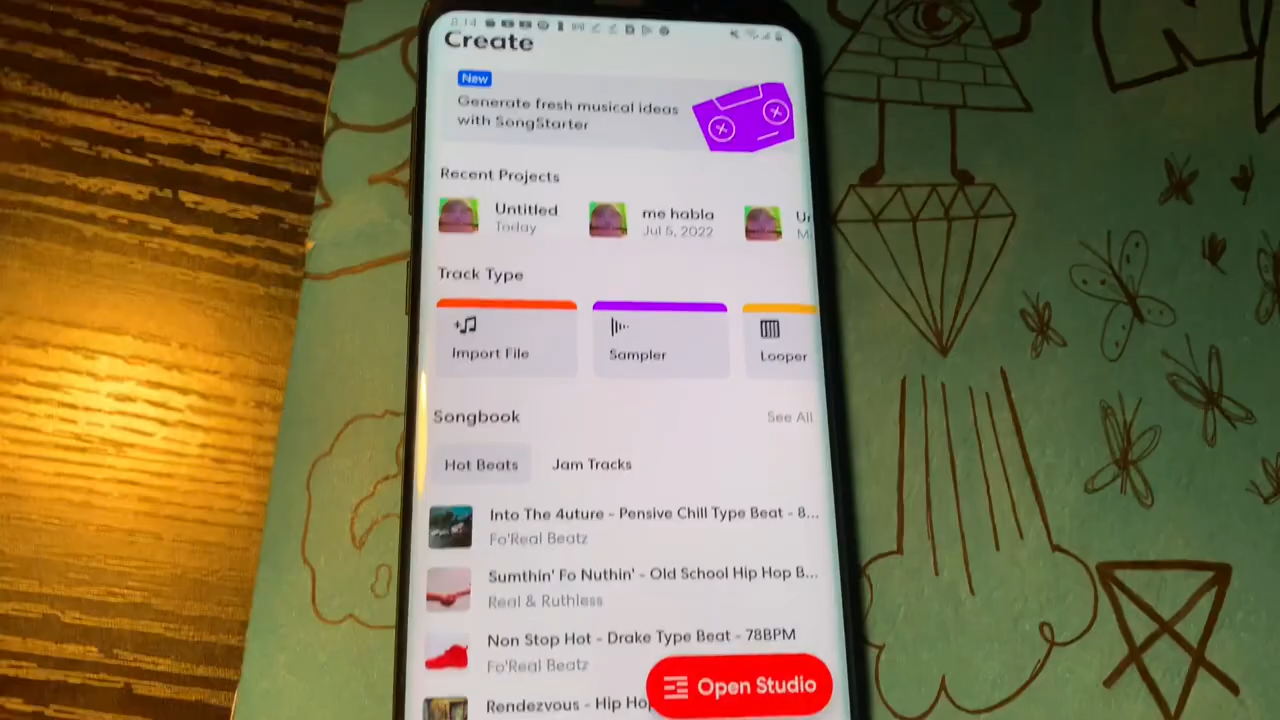 8:14
Create
New
Generate fresh musical ideas
with SongStarter
Recent Projects
Untitled
Today
me habla
Jul 5, 2022
Track Type
Import File
Sampler
Looper
Songbook
See All
Hot Beats
Jam Tracks
Into The 4uture - Pensive Chill Type Beat - 8...
Fo'Real Beatz
Sumthin' Fo Nuthin' - Old School Hip Hop B...
Real & Ruthless
Non Stop Hot - Drake Type Beat - 78BPM
Fo'Real Beatz
Rendezvous - Hip Hop
Open Studio